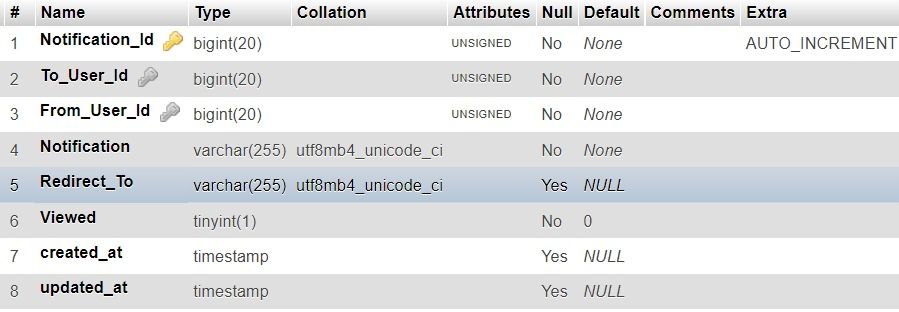 # Name Type Collation Attributes Null Default Comments Extra
1 Notification_Id bigint(20) UNSIGNED No None AUTO_INCREMENT
2 To_User_Id bigint(20) UNSIGNED No None
3 From_User_Id bigint(20) UNSIGNED No None
4 Notification varchar(255) utf8mb4_unicode_ci No None
5 Redirect_To varchar(255) utf8mb4_unicode_ci Yes NULL
6 Viewed tinyint(1) No 0
7 created_at timestamp Yes NULL
8 updated_at timestamp Yes NULL